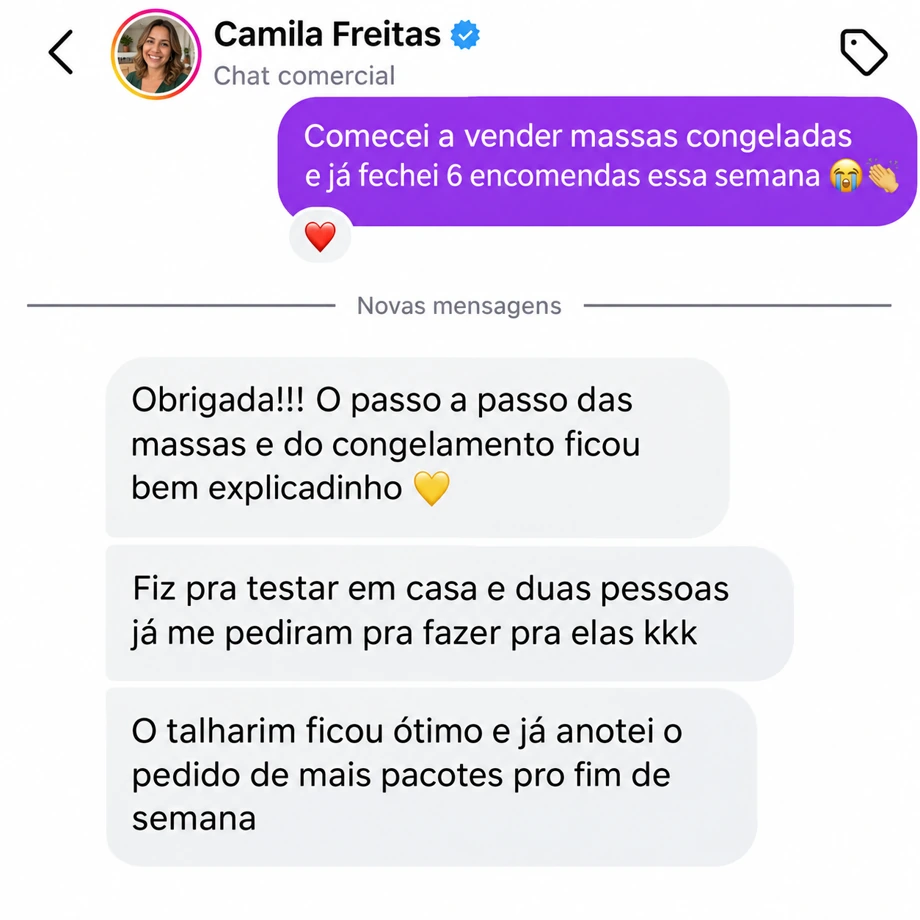 Camila Freitas
Chat comercial
Comecei a vender massas congeladas
e já fechei 6 encomendas essa semana 😭👏
Novas mensagens
Obrigada!!! O passo a passo das
massas e do congelamento ficou
bem explicadinho 💛
Fiz pra testar em casa e duas pessoas
já me pediram pra fazer pra elas kkk
O talharim ficou ótimo e já anotei o
pedido de mais pacotes pro fim de
semana